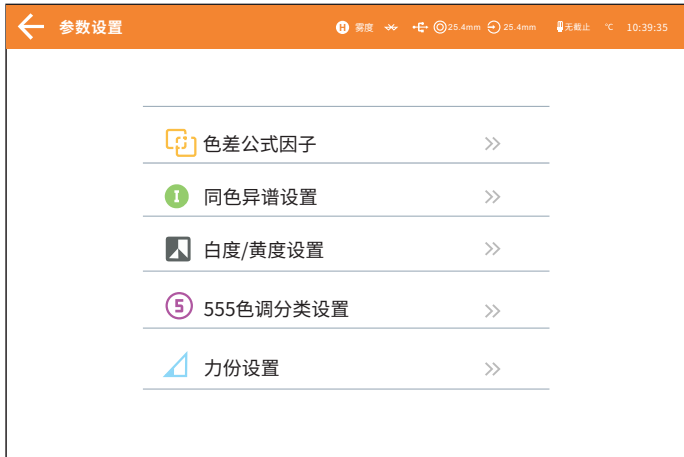 参数设置 H 雾度 25.4mm 25.4mm 无截止 ℃ 10:39:35
色差公式因子
I 同色异谱设置
白度/黄度设置
5 555色调分类设置
力份设置